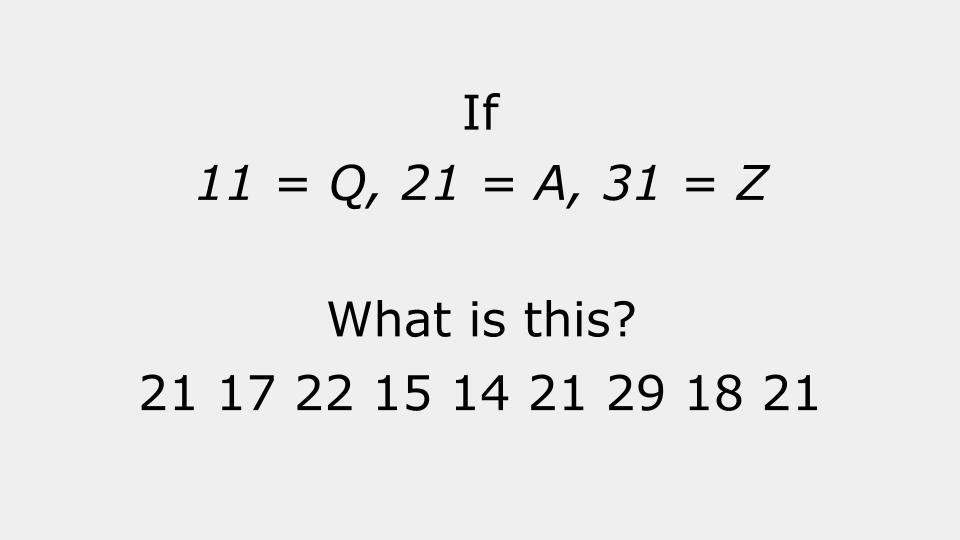 If
11 = Q, 21 = A, 31 = Z
What is this?
21 17 22 15 14 21 29 18 21